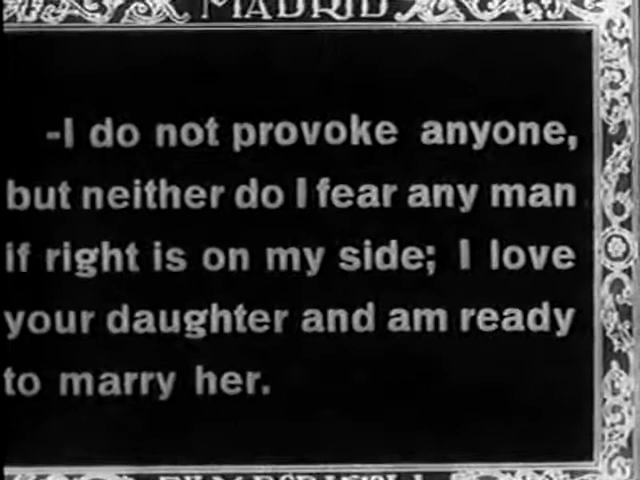 MADRID
-I do not provoke anyone,
but neither do I fear any man
if right is on my side; I love
your daughter and am ready
to marry her.